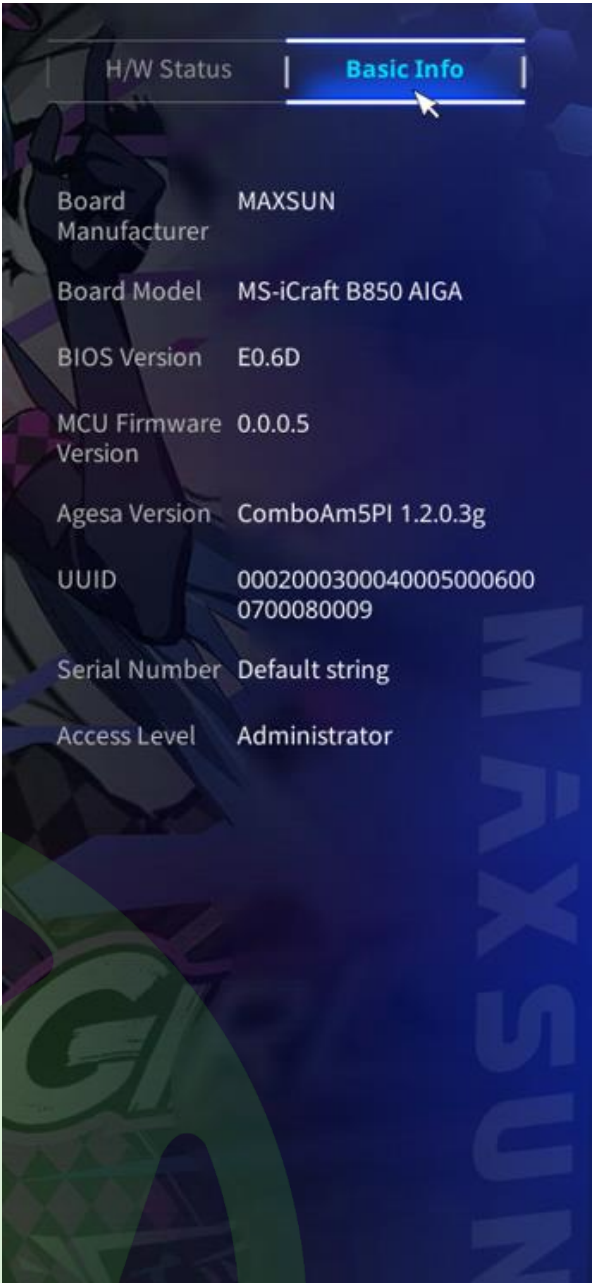 H/W Status
Basic Info
Board Manufacturer
MAXSUN
Board Model
MS-iCraft B850 AIGA
BIOS Version
E0.6D
MCU Firmware Version
0.0.0.5
Agesa Version
ComboAm5PI 1.2.0.3g
UUID
0002000300040005000600
0700080009
Serial Number
Default string
Access Level
Administrator
MAXSUN